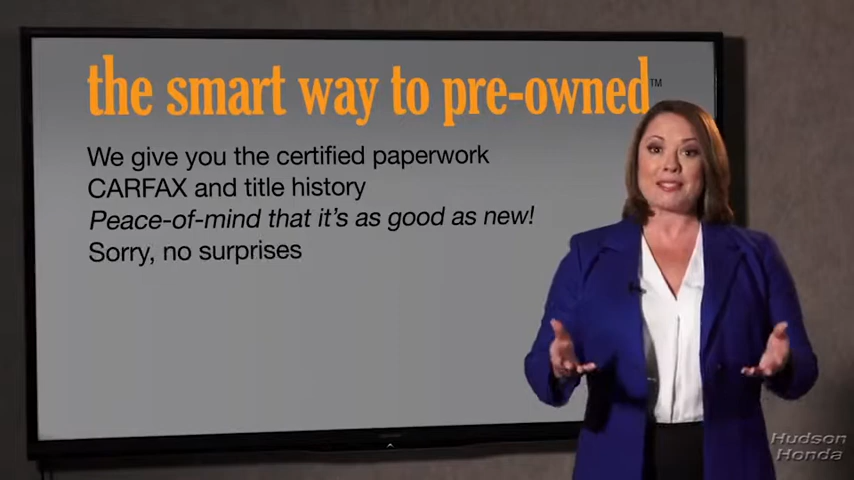 the smart way to pre-owned™
We give you the certified paperwork
CARFAX and title history
Peace-of-mind that it's as good as new!
Sorry, no surprises
Hudson
Honda